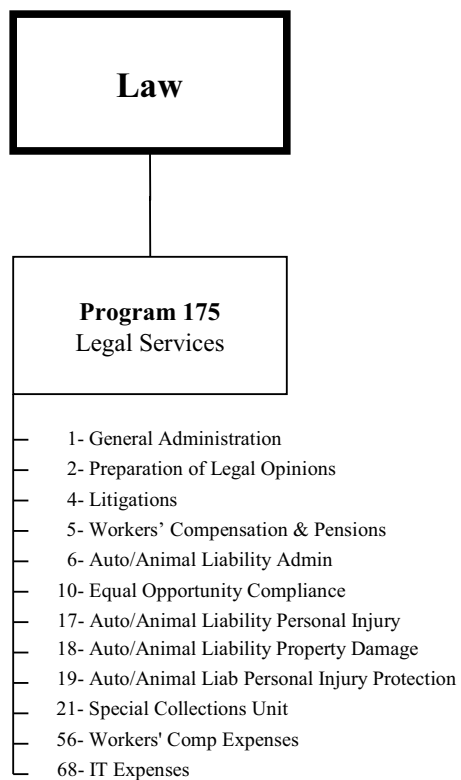 Law
Program 175
Legal Services
1- General Administration
2- Preparation of Legal Opinions
4- Litigations
5- Workers’ Compensation & Pensions
6- Auto/Animal Liability Admin
10- Equal Opportunity Compliance
17- Auto/Animal Liability Personal Injury
18- Auto/Animal Liability Property Damage
19- Auto/Animal Liab Personal Injury Protection
21- Special Collections Unit
56- Workers' Comp Expenses
68- IT Expenses